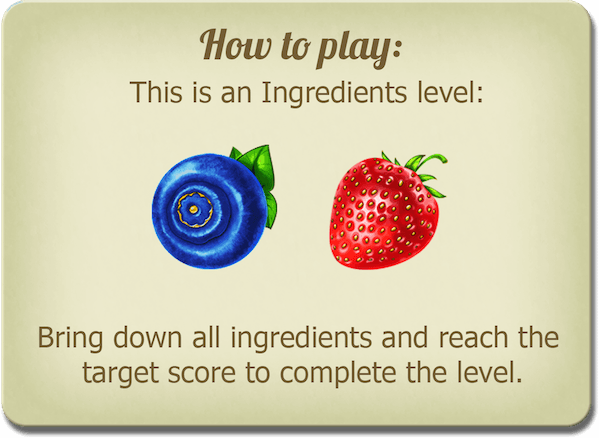 How to play:
This is an Ingredients level:
Bring down all ingredients and reach the
target score to complete the level.